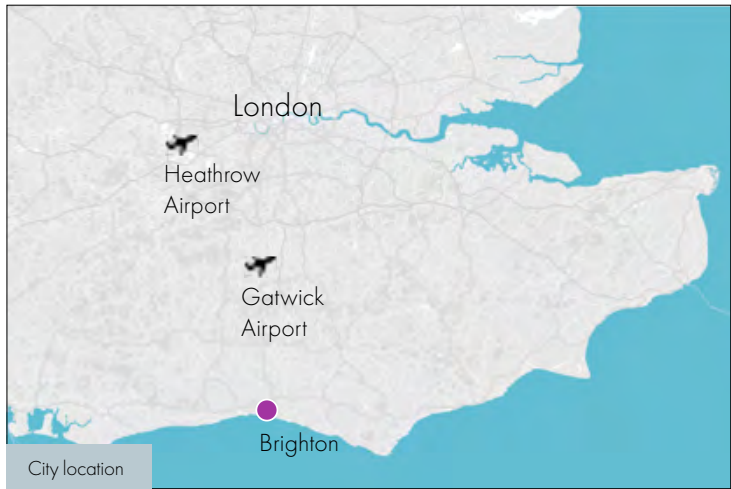 London
Heathrow
Airport
Gatwick
Airport
Brighton
City location